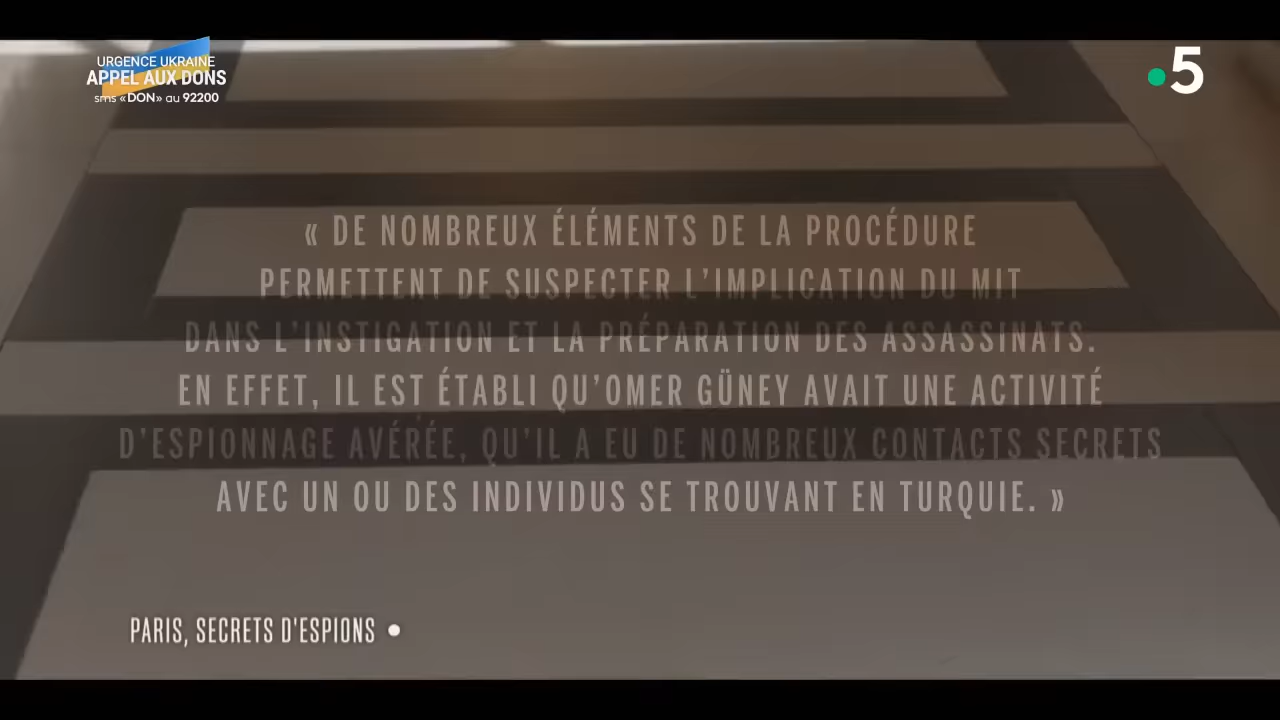 URGENCE UKRAINE
APPEL AUX DONS
sms «DON» au 92200
5
« DE NOMBREUX ÉLÉMENTS DE LA PROCÉDURE
PERMETTENT DE SUSPECTER L’IMPLICATION DU MIT
DANS L’INSTIGATION ET LA PRÉPARATION DES ASSASSINATS.
EN EFFET, IL EST ÉTABLI QU’OMER GÜNEY AVAIT UNE ACTIVITÉ
D’ESPIONNAGE AVÉRÉE, QU’IL A EU DE NOMBREUX CONTACTS SECRETS
AVEC UN OU DES INDIVIDUS SE TROUVANT EN TURQUIE. »
PARIS, SECRETS D'ESPIONS